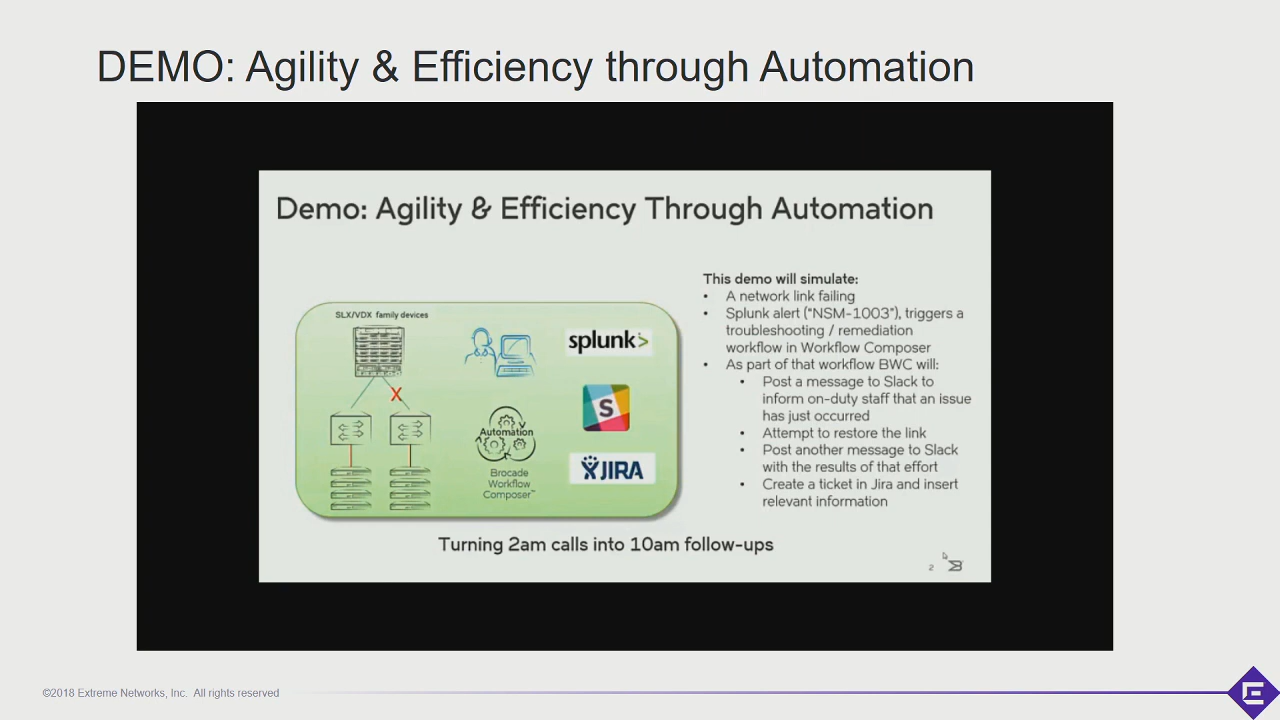 DEMO: Agility & Efficiency through Automation
Demo: Agility & Efficiency Through Automation
SLX/VDX family devices
X
Automation
Brocade
Workflow
Composer™
splunk>
S
JIRA
This demo will simulate:
• A network link failing
• Splunk alert ("NSM-1003"), triggers a
troubleshooting / remediation
workflow in Workflow Composer
• As part of that workflow BWC will:
• Post a message to Slack to
inform on-duty staff that an issue
has just occurred
• Attempt to restore the link
• Post another message to Slack
with the results of that effort
• Create a ticket in Jira and insert
relevant information
Turning 2am calls into 10am follow-ups
2
©2018 Extreme Networks, Inc. All rights reserved